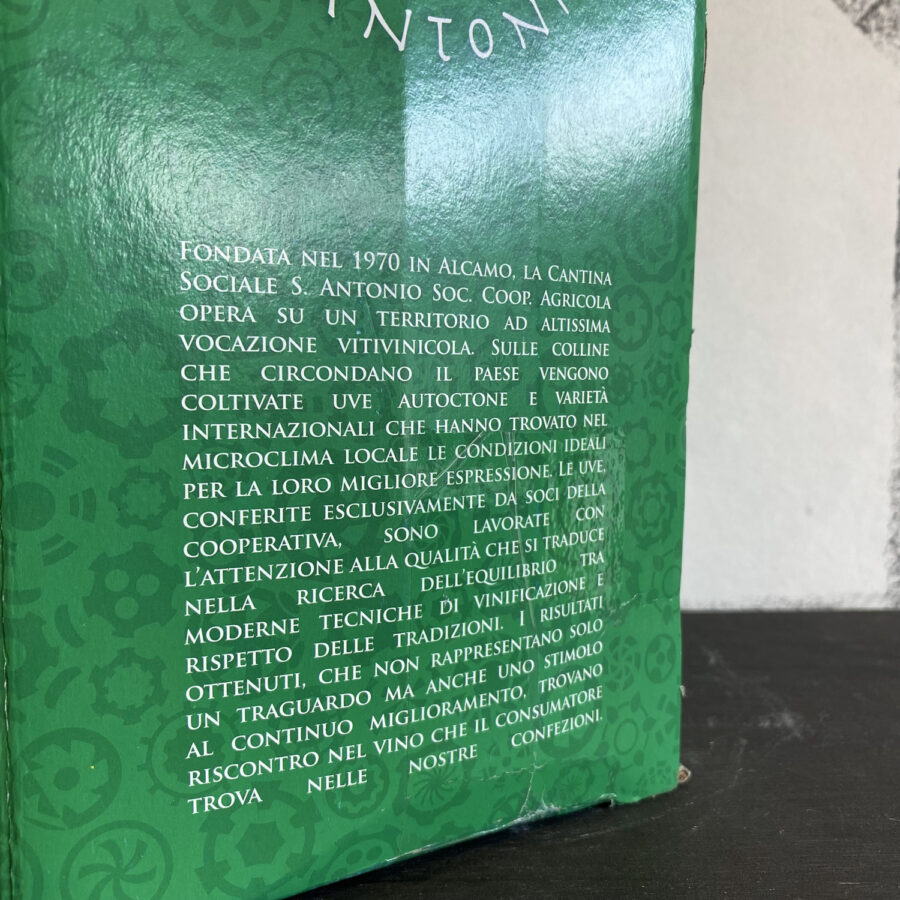 NTONI
FONDATA NEL 1970 IN ALCAMO, LA CANTINA
SOCIALE S. ANTONIO SOC. COOP. AGRICOLA
OPERA SU UN TERRITORIO AD ALTISSIMA
VOCAZIONE VITIVINICOLA. SULLE COLLINE
CHE CIRCONDANO IL PAESE VENGONO
COLTIVATE UVE AUTOCTONE E VARIETÀ
INTERNAZIONALI CHE HANNO TROVATO NEL
MICROCLIMA LOCALE LE CONDIZIONI IDEALI
PER LA LORO MIGLIORE ESPRESSIONE. LE UVE,
CONFERITE ESCLUSIVAMENTE DA SOCI DELLA
COOPERATIVA, SONO LAVORATE CON
L'ATTENZIONE ALLA QUALITÀ CHE SI TRADUCE
NELLA RICERCA DELL'EQUILIBRIO TRA
MODERNE TECNICHE DI VINIFICAZIONE E
RISPETTO DELLE TRADIZIONI. I RISULTATI
OTTENUTI, CHE NON RAPPRESENTANO SOLO
UN TRAGUARDO MA ANCHE UNO STIMOLO
AL CONTINUO MIGLIORAMENTO, TROVANO
RISCONTRO NEL VINO CHE IL CONSUMATORE
TROVA NELLE NOSTRE CONFEZIONI.